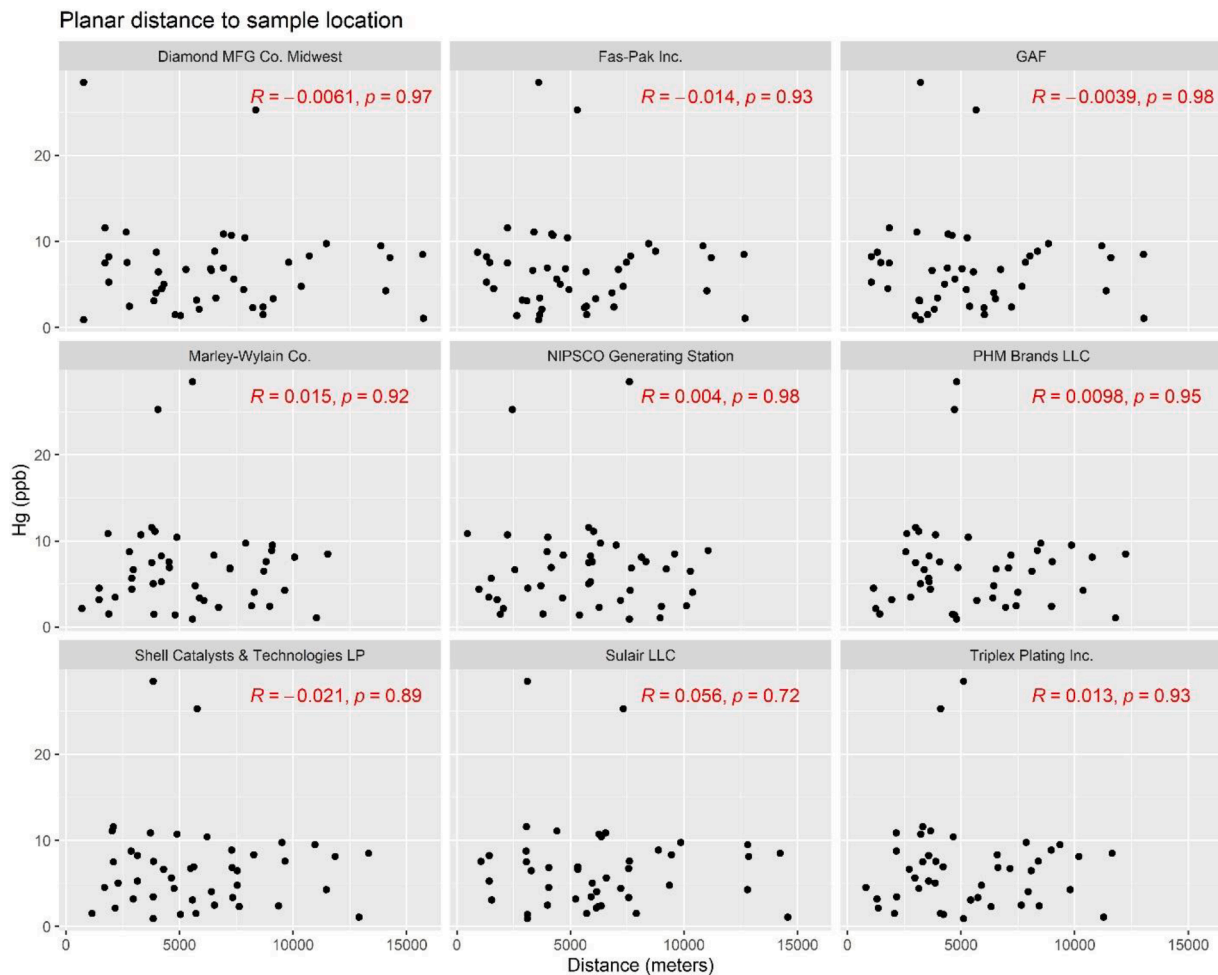 Planar distance to sample location
Diamond MFG Co. Midwest
Fas-Pak Inc.
GAF
R = −0.0061, p = 0.97
R = −0.014, p = 0.93
R = −0.0039, p = 0.98
20
10
0
Marley-Wylain Co.
NIPSCO Generating Station
PHM Brands LLC
R = 0.015, p = 0.92
R = 0.004, p = 0.98
R = 0.0098, p = 0.95
Hg (ppb)
20
10
0
Shell Catalysts & Technologies LP
Sulair LLC
Triplex Plating Inc.
R = −0.021, p = 0.89
R = 0.056, p = 0.72
R = 0.013, p = 0.93
20
10
0
0 5000 10000 15000 0 5000 10000 15000 0 5000 10000 15000
Distance (meters)